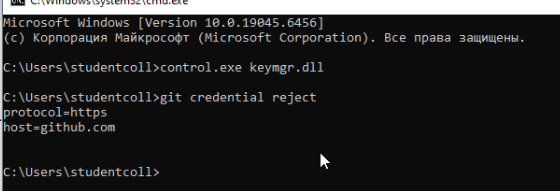 C:\Windows\system32\cmd.exe
Microsoft Windows [Version 10.0.19045.6456]
(c) Корпорация Майкрософт (Microsoft Corporation). Все права защищены.
C:\Users\studentcoll>control.exe keymgr.dll
C:\Users\studentcoll>git credential reject
protocol=https
host=github.com
C:\Users\studentcoll>